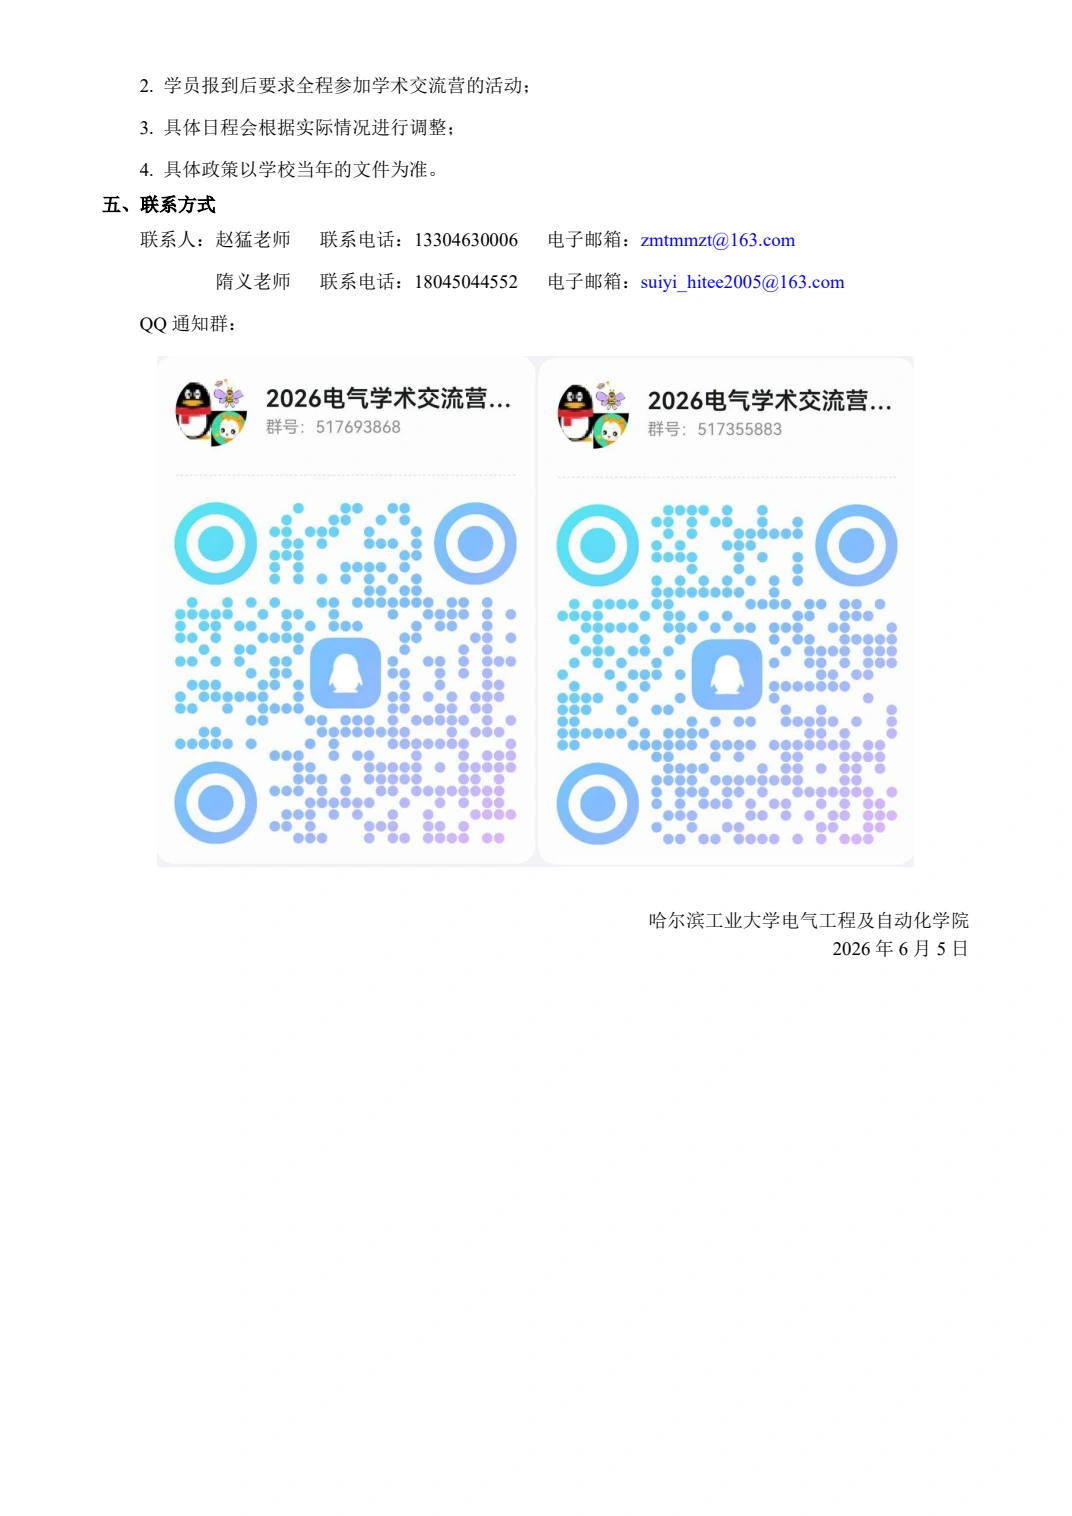 2. 学员报到后要求全程参加学术交流营的活动；
3. 具体日程会根据实际情况进行调整；
4. 具体政策以学校当年的文件为准。
五、联系方式
联系人：赵猛老师 联系电话：13304630006 电子邮箱：zmtmmzt@163.com
隋义老师 联系电话：18045044552 电子邮箱：suiyi_hitee2005@163.com
QQ 通知群：
2026电气学术交流营...
群号：517693868
2026电气学术交流营...
群号：517355883
哈尔滨工业大学电气工程及自动化学院
2026 年 6 月 5 日